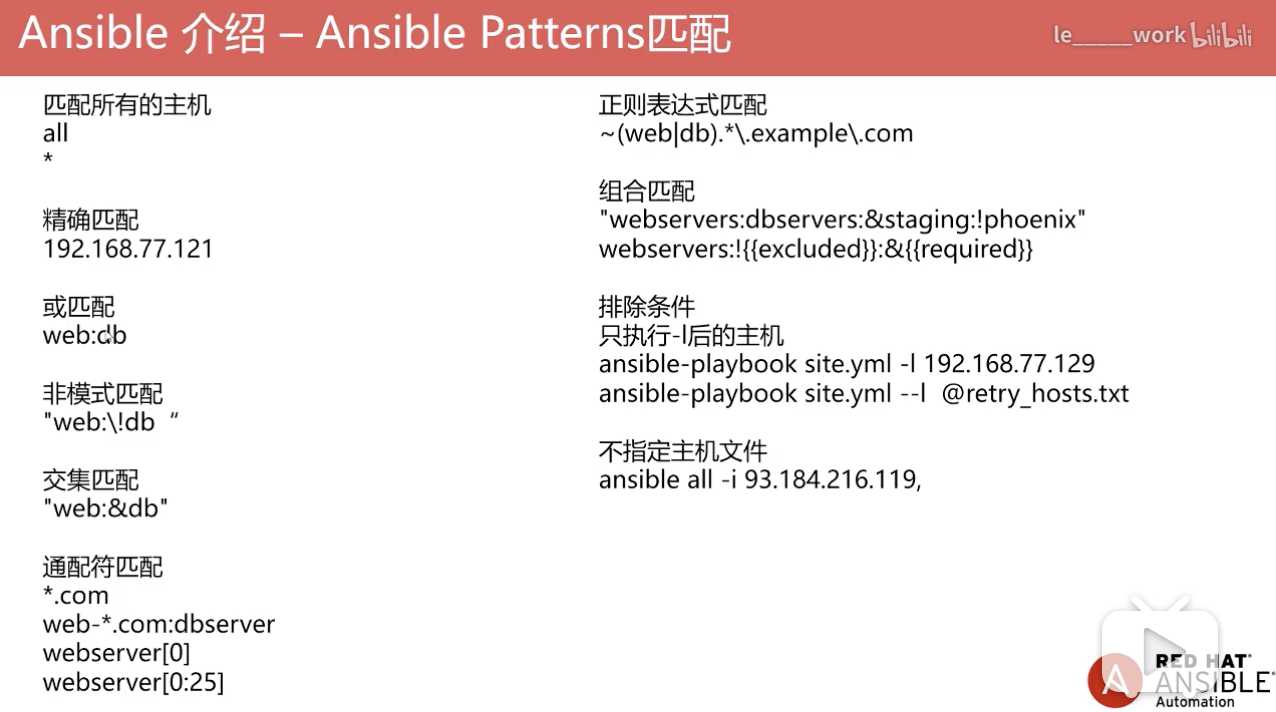 Ansible 介绍 – Ansible Patterns匹配
le_____work bilibili
匹配所有的主机
all
*
精确匹配
192.168.77.121
或匹配
web:db
非模式匹配
"web:\!db “
交集匹配
"web:&db"
通配符匹配
*.com
web-*.com:dbserver
webserver[0]
webserver[0:25]
正则表达式匹配
~(web|db).*\.example\.com
组合匹配
"webservers:dbservers:&staging:!phoenix"
webservers:!{{excluded}}:&{{required}}
排除条件
只执行-l后的主机
ansible-playbook site.yml -l 192.168.77.129
ansible-playbook site.yml --l @retry_hosts.txt
不指定主机文件
ansible all -i 93.184.216.119,
RED HAT
ANSIBLE
Automation